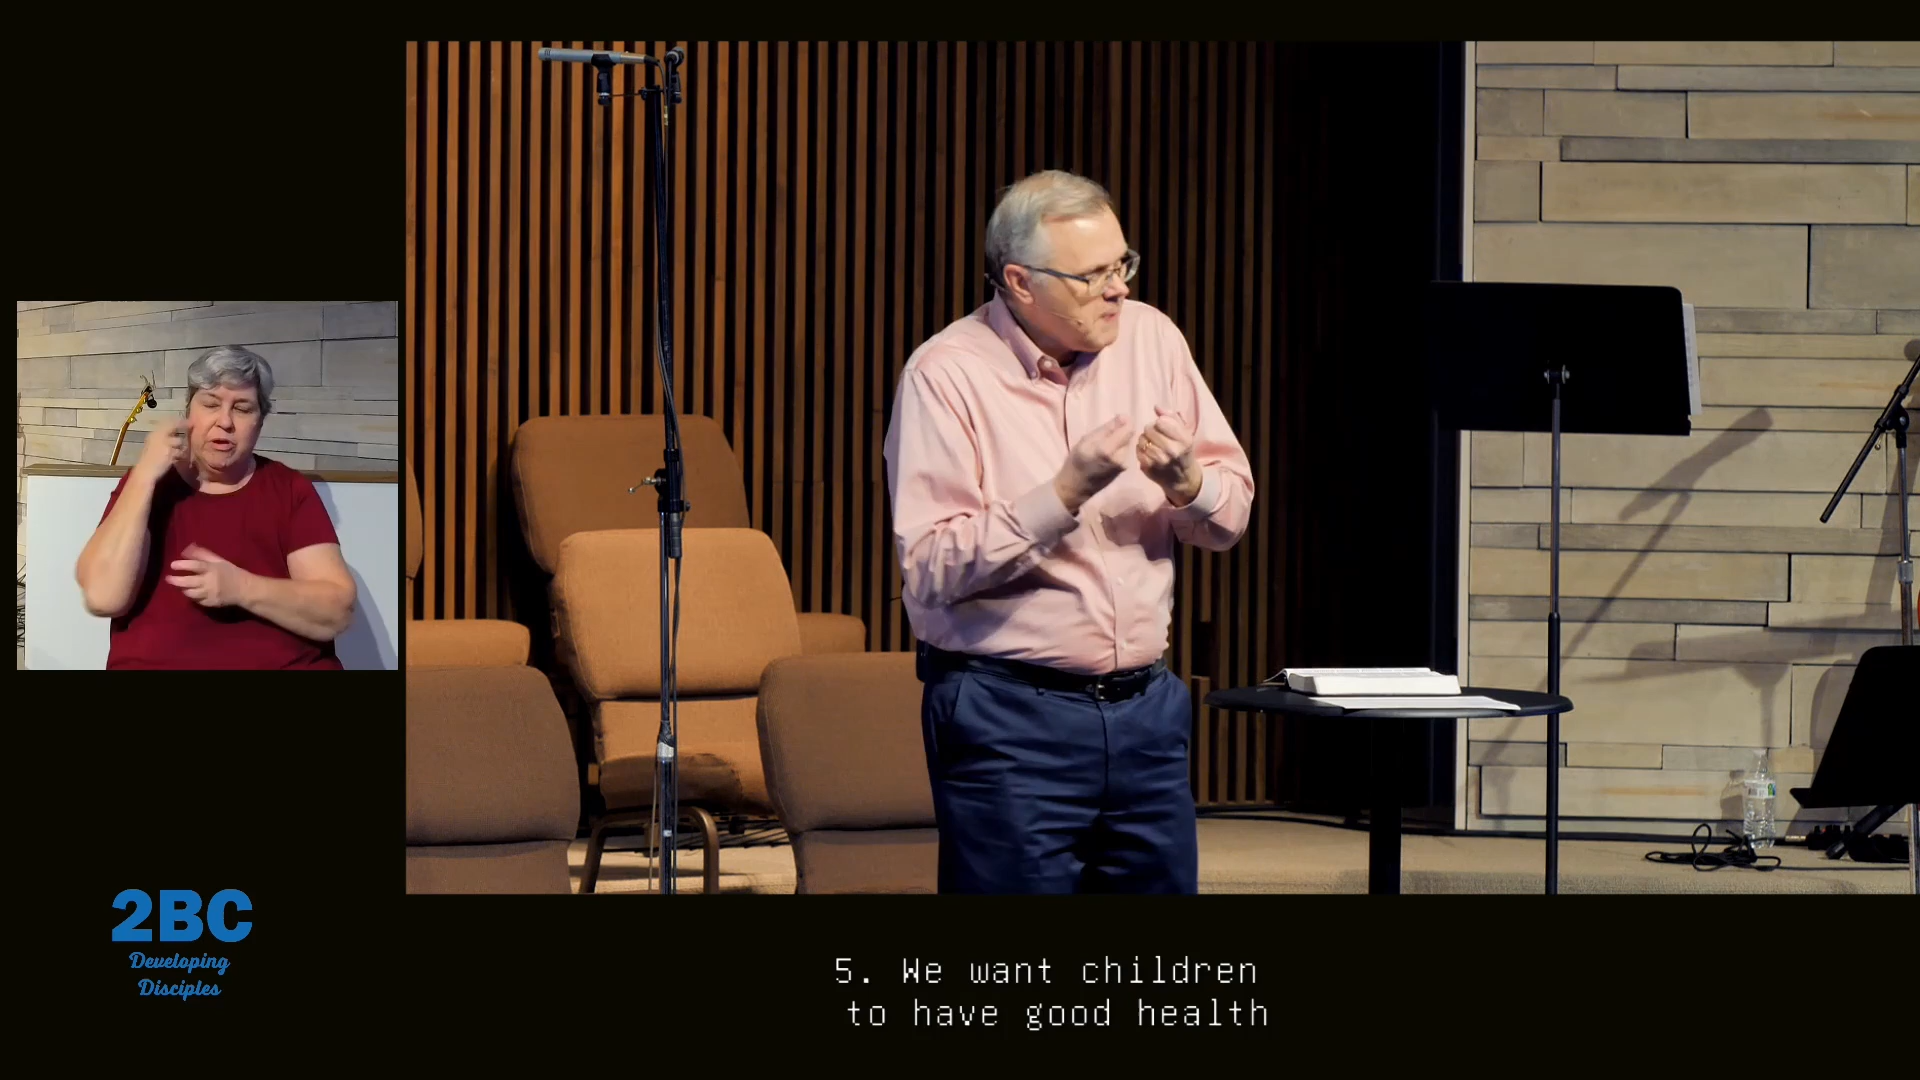 2BC
Developing
Disciples
5. We want children
to have good health